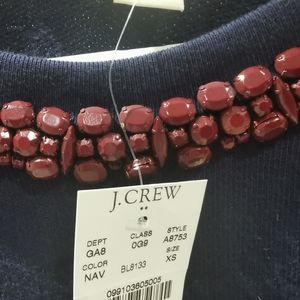 J.CREW
DEPT CLASS STYLE
GA8 0G9 A8753
COLOR SIZE
NAV BL8133 XS
099103605005